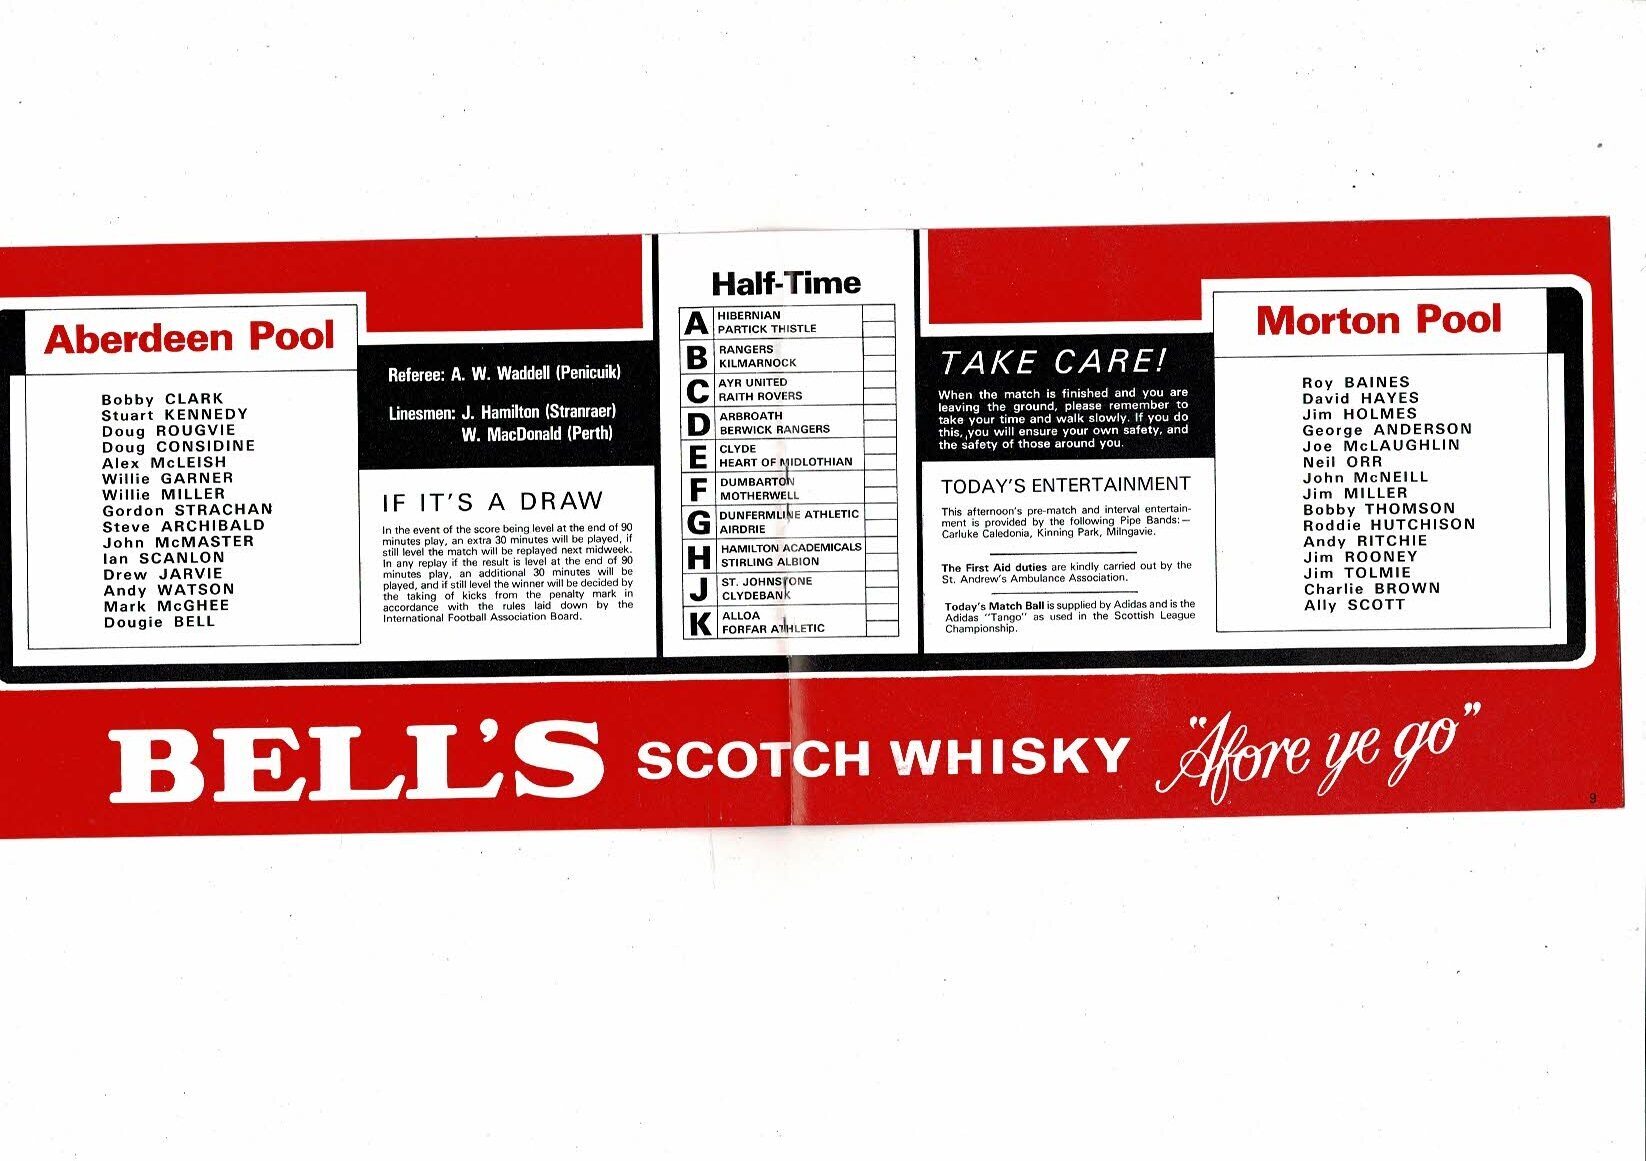 Aberdeen Pool
Bobby CLARK
Stuart KENNEDY
Doug ROUGVIE
Doug CONSIDINE
Alex McLEISH
Willie GARNER
Willie MILLER
Gordon STRACHAN
Steve ARCHIBALD
John McMASTER
Ian SCANLON
Drew JARVIE
Andy WATSON
Mark McGHEE
Dougie BELL
Referee: A. W. Waddell (Penicuik)
Linesmen: J. Hamilton (Stranraer)
W. MacDonald (Perth)
IF IT'S A DRAW
In the event of the score being level at the end of 90
minutes play, an extra 30 minutes will be played, if
still level the match will be replayed next midweek.
In any replay if the result is level at the end of 90
minutes play, an additional 30 minutes will be
played, and if still level the winner will be decided by
the taking of kicks from the penalty mark in
accordance with the rules laid down by the
International Football Association Board.
Half-Time
A HIBERNIAN
PARTICK THISTLE
B RANGERS
KILMARNOCK
C AYR UNITED
RAITH ROVERS
D ARBROATH
BERWICK RANGERS
E CLYDE
HEART OF MIDLOTHIAN
F DUMBARTON
MOTHERWELL
G DUNFERMLINE ATHLETIC
AIRDRIE
H HAMILTON ACADEMICALS
STIRLING ALBION
J ST. JOHNSTONE
CLYDEBANK
K ALLOA
FORFAR ATHLETIC
TAKE CARE!
When the match is finished and you are
leaving the ground, please remember to
take your time and walk slowly. If you do
this, you will ensure your own safety, and
the safety of those around you.
TODAY'S ENTERTAINMENT
This afternoon's pre-match and interval entertain-
ment is provided by the following Pipe Bands:—
Carluke Caledonia, Kinning Park, Milngavie.
The First Aid duties are kindly carried out by the
St. Andrew's Ambulance Association.
Today's Match Ball is supplied by Adidas and is the
Adidas "Tango" as used in the Scottish League
Championship.
Morton Pool
Roy BAINES
David HAYES
Jim HOLMES
George ANDERSON
Joe McLAUGHLIN
Neil ORR
John McNEILL
Jim MILLER
Bobby THOMSON
Roddie HUTCHISON
Andy RITCHIE
Jim ROONEY
Jim TOLMIE
Charlie BROWN
Ally SCOTT
BELL'S SCOTCH WHISKY "Afore ye go"
9